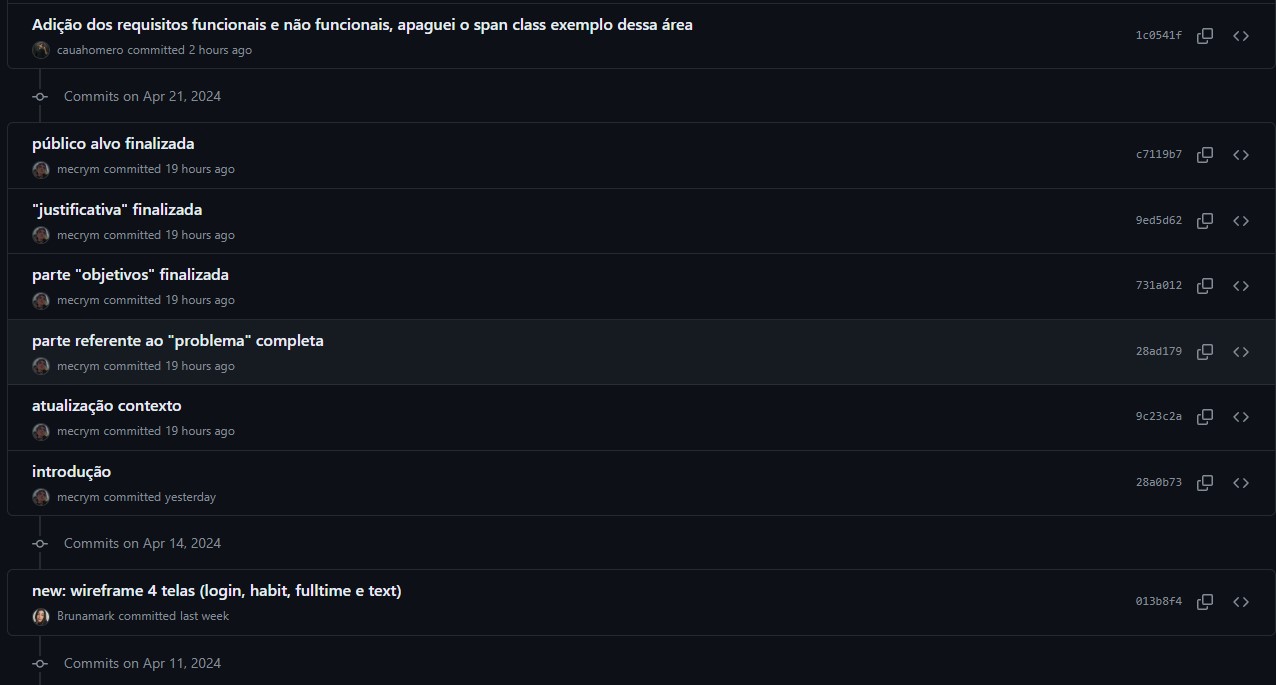 Adição dos requisitos funcionais e não funcionais, apaguei o span class exemplo dessa área
cauahomero committed 2 hours ago
1c0541f
Commits on Apr 21, 2024
público alvo finalizada
mecrym committed 19 hours ago
c7119b7
"justificativa" finalizada
mecrym committed 19 hours ago
9ed5d62
parte "objetivos" finalizada
mecrym committed 19 hours ago
731a012
parte referente ao "problema" completa
mecrym committed 19 hours ago
28ad179
atualização contexto
mecrym committed 19 hours ago
9c23c2a
introdução
mecrym committed yesterday
28a0b73
Commits on Apr 14, 2024
new: wireframe 4 telas (login, habit, fulltime e text)
Brunamark committed last week
013b8f4
Commits on Apr 11, 2024